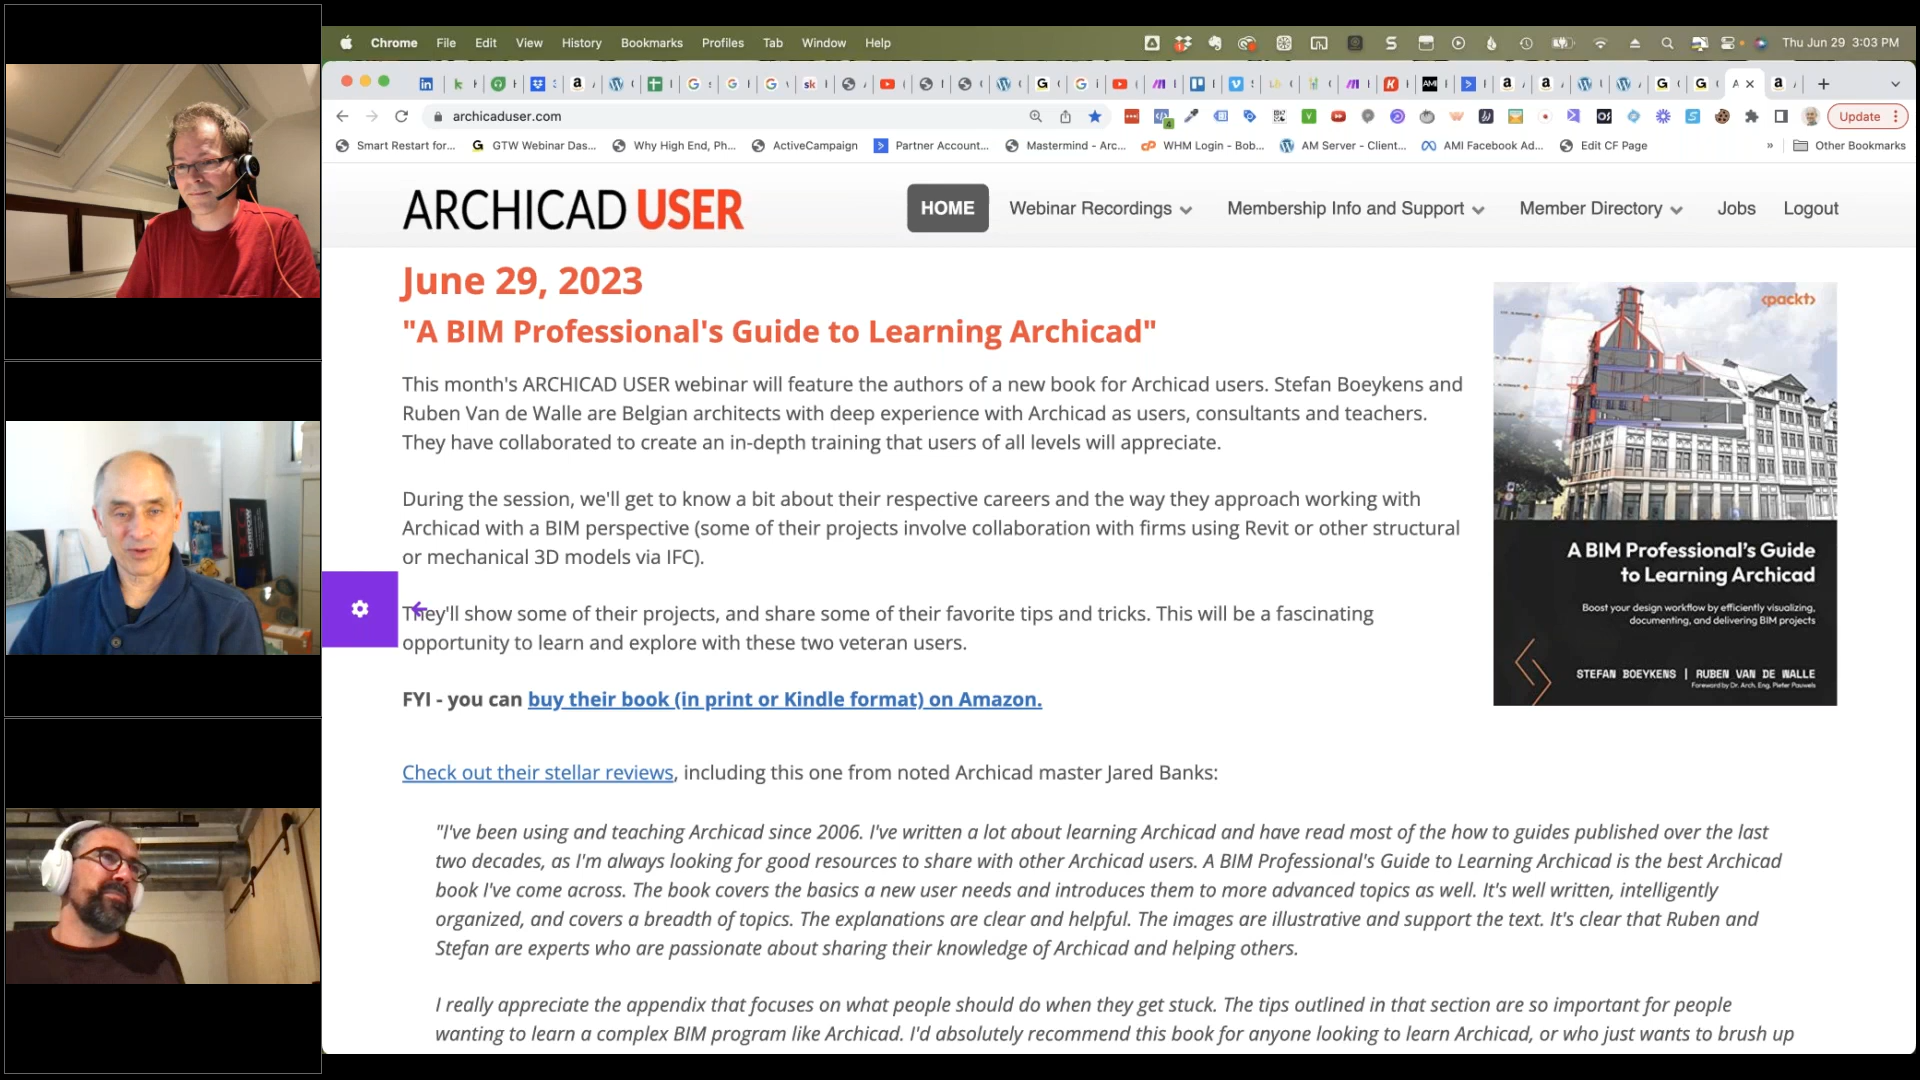 Chrome File Edit View History Bookmarks Profiles Tab Window Help Thu Jun 29 3:03 PM
archicaduser.com Update
Smart Restart for... GTW Webinar Das... Why High End, Ph... ActiveCampaign Partner Account... Mastermind - Arc... WHM Login - Bob... AM Server - Client... AMI Facebook Ad... Edit CF Page » Other Bookmarks
ARCHICAD USER HOME Webinar Recordings Membership Info and Support Member Directory Jobs Logout
June 29, 2023
"A BIM Professional's Guide to Learning Archicad"
This month's ARCHICAD USER webinar will feature the authors of a new book for Archicad users. Stefan Boeykens and
Ruben Van de Walle are Belgian architects with deep experience with Archicad as users, consultants and teachers.
They have collaborated to create an in-depth training that users of all levels will appreciate.
During the session, we'll get to know a bit about their respective careers and the way they approach working with
Archicad with a BIM perspective (some of their projects involve collaboration with firms using Revit or other structural
or mechanical 3D models via IFC).
They'll show some of their projects, and share some of their favorite tips and tricks. This will be a fascinating
opportunity to learn and explore with these two veteran users.
FYI - you can buy their book (in print or Kindle format) on Amazon.
<packt>
A BIM Professional's Guide
to Learning Archicad
Boost your design workflow by efficiently visualizing,
documenting, and delivering BIM projects
STEFAN BOEYKENS | RUBEN VAN DE WALLE
Foreword by Dr. Arch. Eng. Pieter Pauwels
Check out their stellar reviews, including this one from noted Archicad master Jared Banks:
"I've been using and teaching Archicad since 2006. I've written a lot about learning Archicad and have read most of the how to guides published over the last
two decades, as I'm always looking for good resources to share with other Archicad users. A BIM Professional's Guide to Learning Archicad is the best Archicad
book I've come across. The book covers the basics a new user needs and introduces them to more advanced topics as well. It's well written, intelligently
organized, and covers a breadth of topics. The explanations are clear and helpful. The images are illustrative and support the text. It's clear that Ruben and
Stefan are experts who are passionate about sharing their knowledge of Archicad and helping others.
I really appreciate the appendix that focuses on what people should do when they get stuck. The tips outlined in that section are so important for people
wanting to learn a complex BIM program like Archicad. I'd absolutely recommend this book for anyone looking to learn Archicad, or who just wants to brush up